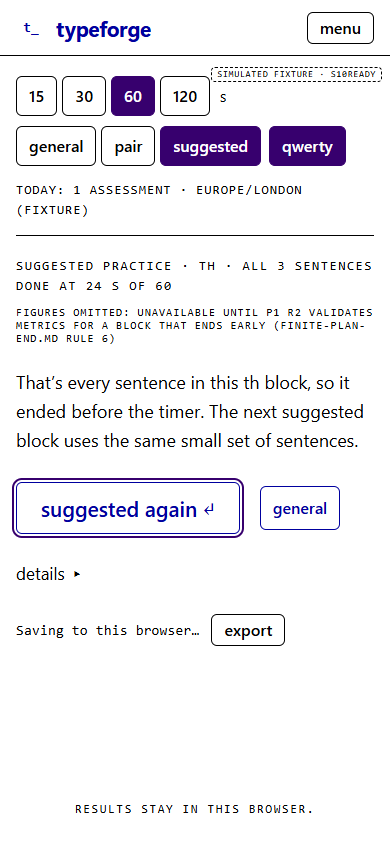 t_ typeforge menu
SIMULATED FIXTURE · S10READY
15 30 60 120 s
general pair suggested qwerty
TODAY: 1 ASSESSMENT · EUROPE/LONDON
(FIXTURE)
SUGGESTED PRACTICE · TH · ALL 3 SENTENCES
DONE AT 24 S OF 60
FIGURES OMITTED: UNAVAILABLE UNTIL P1 R2 VALIDATES
METRICS FOR A BLOCK THAT ENDS EARLY (FINITE-PLAN-
END.MD RULE 6)
That’s every sentence in this th block, so it
ended before the timer. The next suggested
block uses the same small set of sentences.
suggested again ↵ general
details ▸
Saving to this browser… export
RESULTS STAY IN THIS BROWSER.